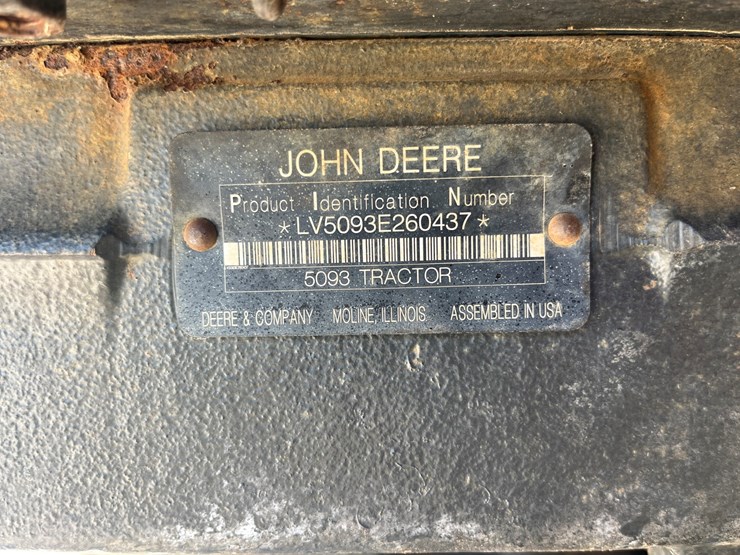 JOHN DEERE
Product Identification Number
*LV5093E260437*
5093 TRACTOR
DEERE & COMPANY MOLINE, ILLINOIS ASSEMBLED IN USA